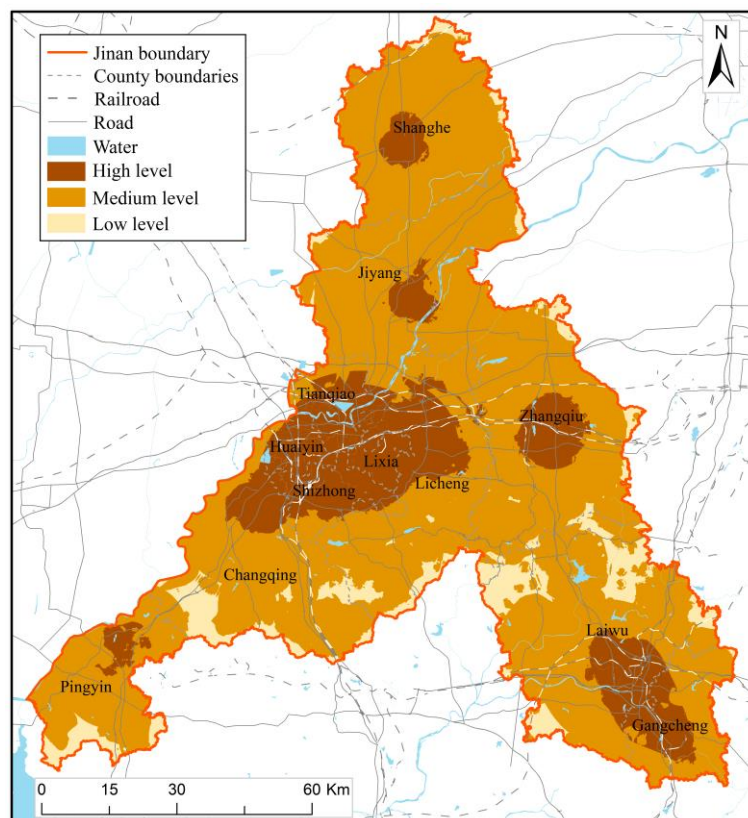 Jinan boundary
County boundaries
Railroad
Road
Water
High level
Medium level
Low level
N
Shanghe
Jiyang
Tianqiao
Zhangqiu
Huaiyin
Lixia
Licheng
Shizhong
Changqing
Laiwu
Pingyin
Gangcheng
0 15 30 60 Km